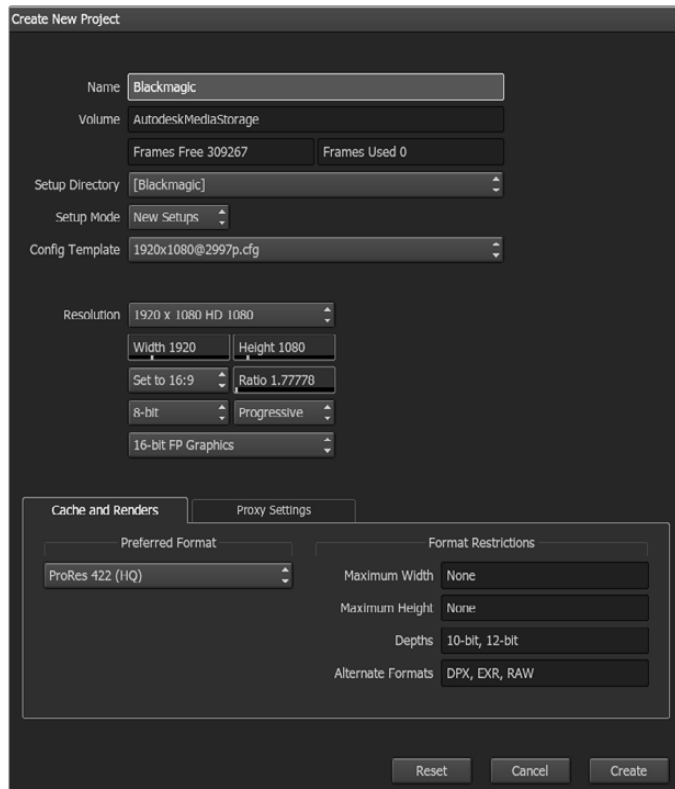 Create New Project
Name Blackmagic
Volume AutodeskMediaStorage
Frames Free 309267 Frames Used 0
Setup Directory [Blackmagic]
Setup Mode New Setups
Config Template 1920x1080@2997p.cfg
Resolution 1920 x 1080 HD 1080
Width 1920 Height 1080
Set to 16:9 Ratio 1.77778
8-bit Progressive
16-bit FP Graphics
Cache and Renders Proxy Settings
Preferred Format Format Restrictions
ProRes 422 (HQ) Maximum Width None
Maximum Height None
Depths 10-bit, 12-bit
Alternate Formats DPX, EXR, RAW
Reset Cancel Create